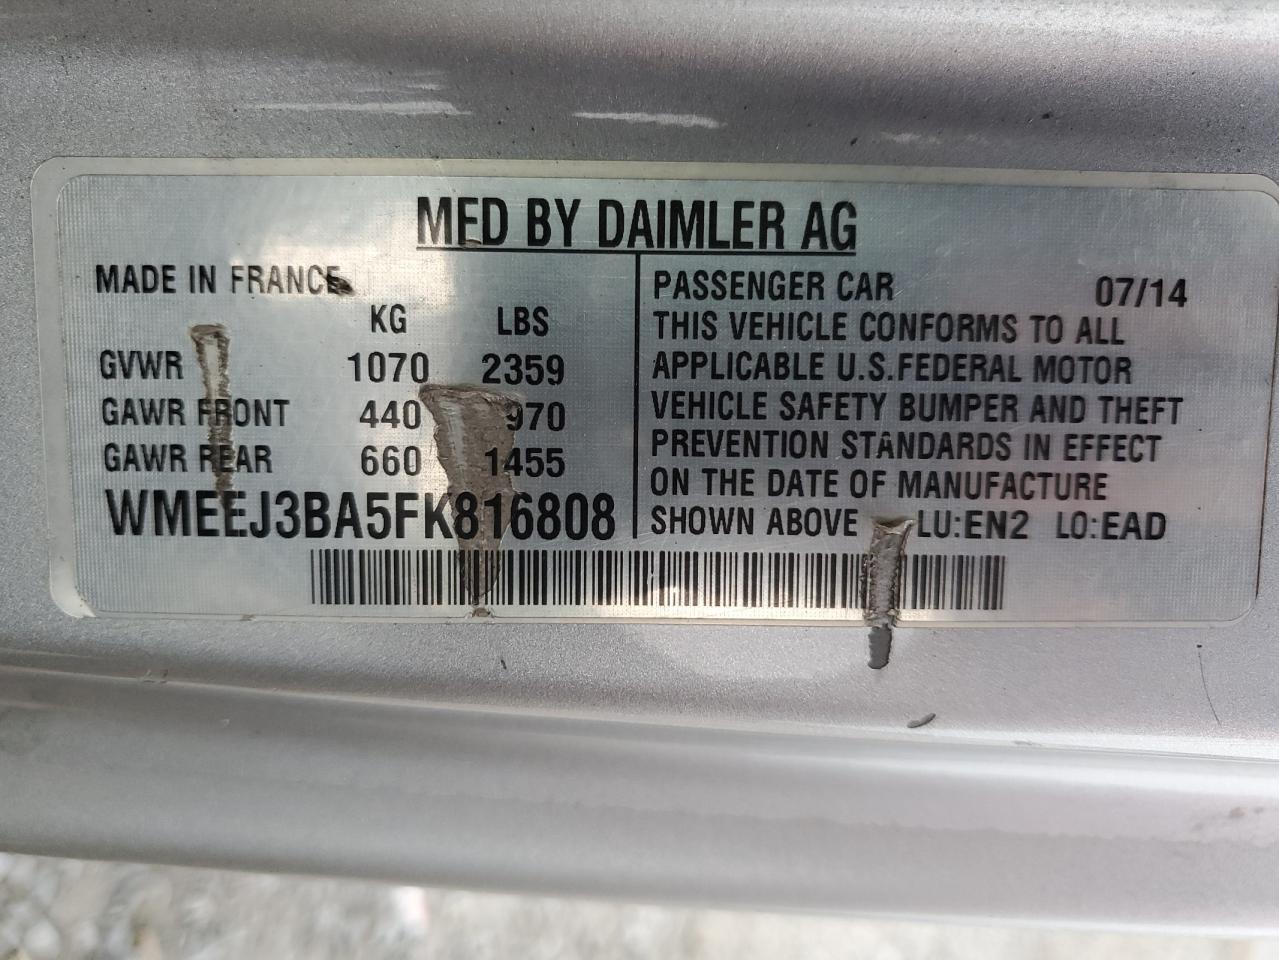 MFD BY DAIMLER AG
MADE IN FRANCE
KG LBS
GVWR 1070 2359
GAWR FRONT 440 970
GAWR REAR 660 1455
WMEEJ3BA5FK816808
PASSENGER CAR 07/14
THIS VEHICLE CONFORMS TO ALL
APPLICABLE U.S.FEDERAL MOTOR
VEHICLE SAFETY BUMPER AND THEFT
PREVENTION STANDARDS IN EFFECT
ON THE DATE OF MANUFACTURE
SHOWN ABOVE LU:EN2 LO:EAD